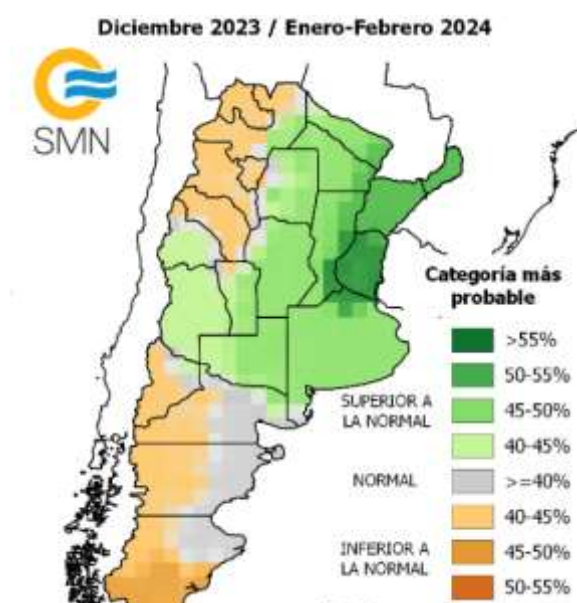 Diciembre 2023 / Enero-Febrero 2024
SMN
Categoría más
probable
>55%
50-55%
SUPERIOR A
LA NORMAL
45-50%
40-45%
NORMAL
>=40%
40-45%
INFERIOR A
LA NORMAL
45-50%
50-55%